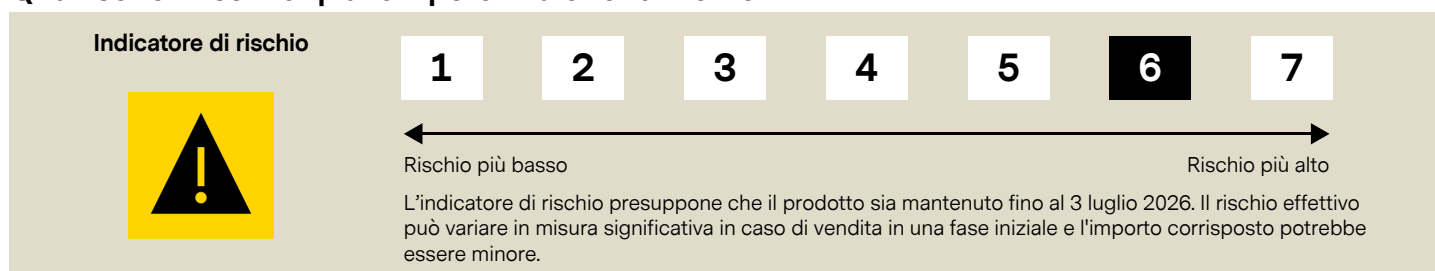 Indicatore di rischio
1 2 3 4 5 6 7
Rischio più basso
Rischio più alto
L'indicatore di rischio presuppone che il prodotto sia mantenuto fino al 3 luglio 2026. Il rischio effettivo
può variare in misura significativa in caso di vendita in una fase iniziale e l'importo corrisposto potrebbe
essere minore.